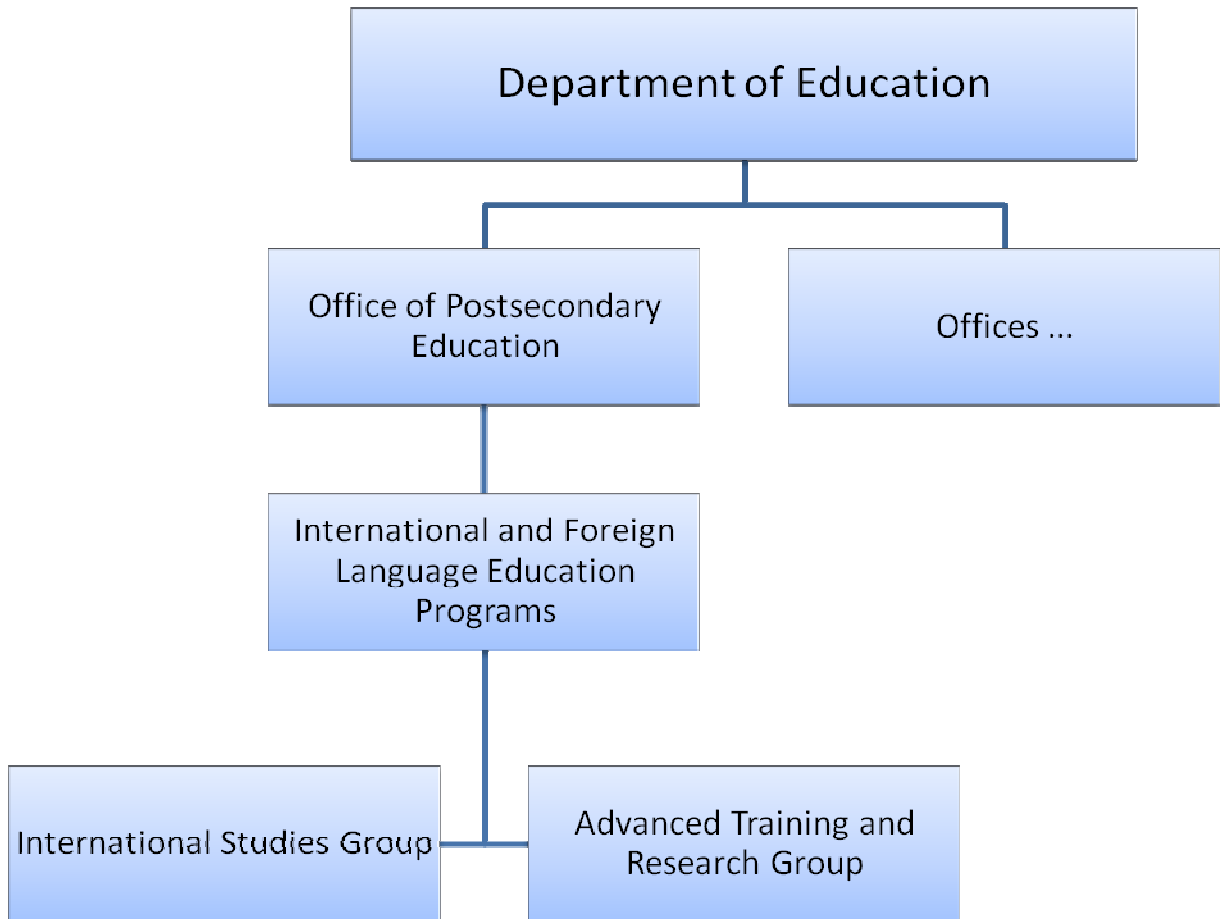 Department of Education
Office of Postsecondary
Education
Offices ...
International and Foreign
Language Education
Programs
International Studies Group
Advanced Training and
Research Group